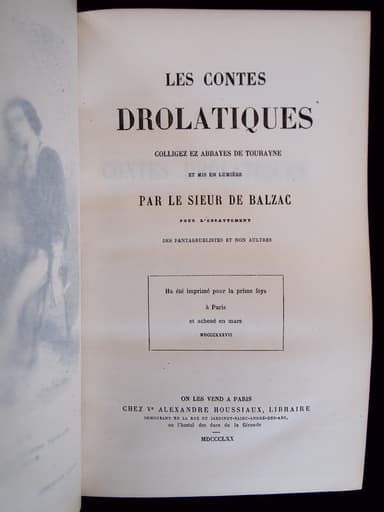 LES CONTES
DROLATIQUES
COLLIGEZ EZ ABBAYES DE TOURAYNE
ET MIS EN LUMIÈRE
PAR LE SIEUR DE BALZAC
POUR L'ESBATTEMENT
DES PANTAGRUELISTES ET NON AULTRES
Ha été imprimé pour la prime foys
à Paris
et achevé en mars
MDCCCXXXVII
ON LES VEND A PARIS
CHEZ Ve ALEXANDRE HOUSSIAUX, LIBRAIRE
DEMOURANT EN LA RUE DU JARDINET-SAINT-ANDRÉ-DES-ARC,
en l'hostel des ducs de la Gironde
MDCCCLXX